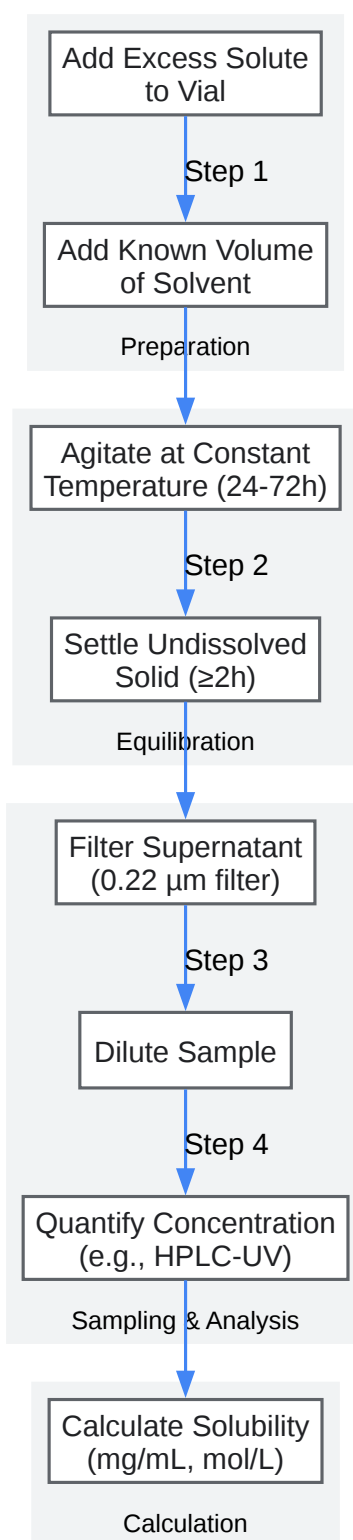 Add Excess Solute
to Vial
Step 1
Add Known Volume
of Solvent
Preparation
Agitate at Constant
Temperature (24-72h)
Step 2
Settle Undissolved
Solid (≥2h)
Equilibration
Filter Supernatant
(0.22 µm filter)
Step 3
Dilute Sample
Step 4
Quantify Concentration
(e.g., HPLC-UV)
Sampling & Analysis
Calculate Solubility
(mg/mL, mol/L)
Calculation